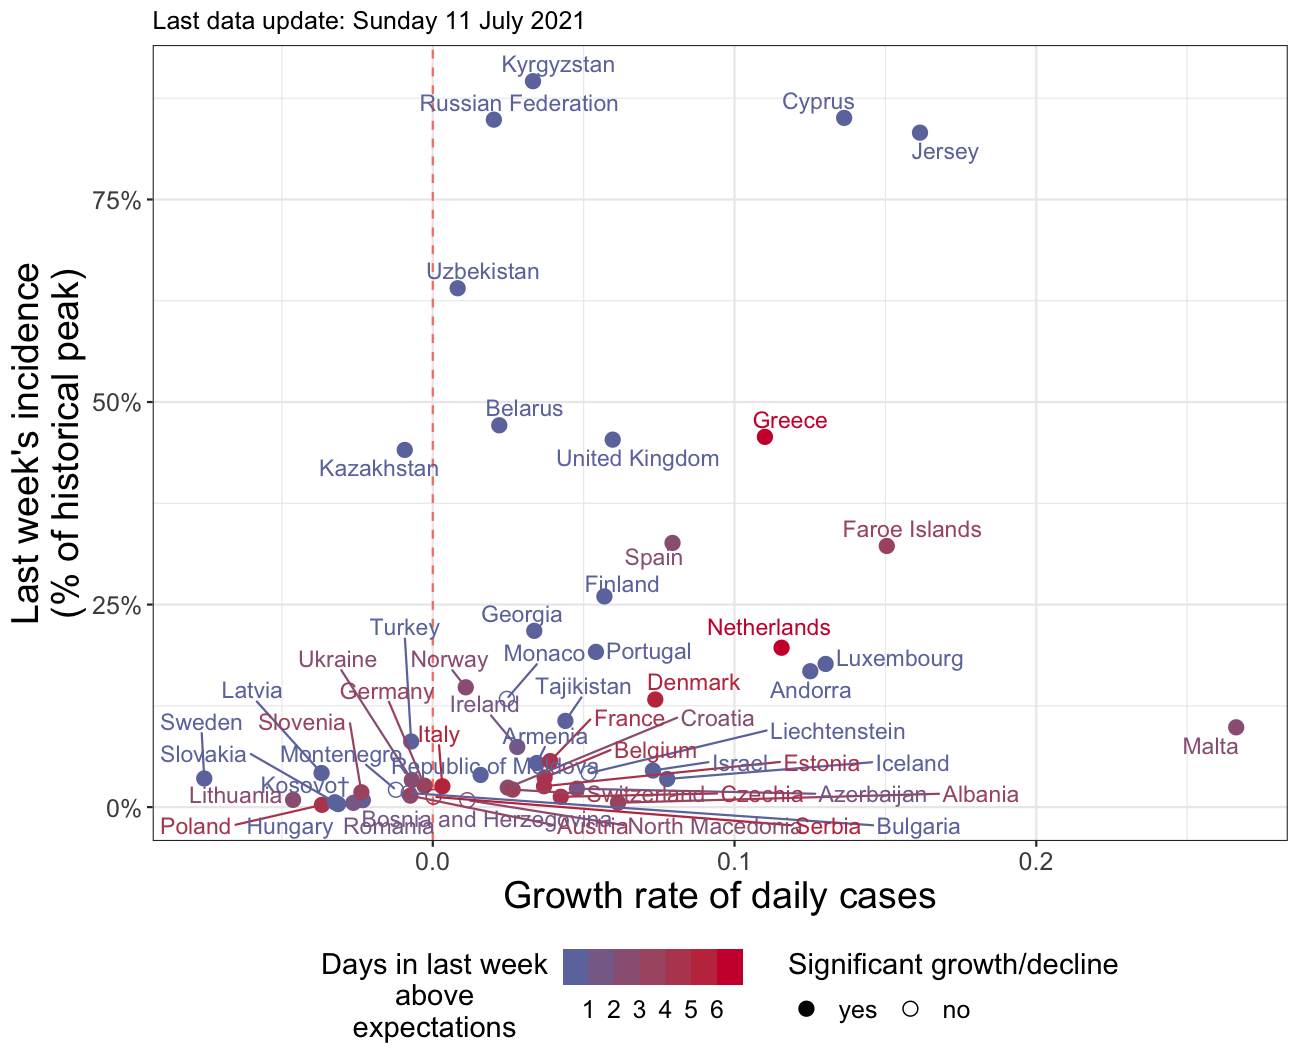 Last data update: Sunday 11 July 2021
Kyrgyzstan
Russian Federation
Cyprus
Jersey
75%
Uzbekistan
50%
Belarus
Greece
United Kingdom
Kazakhstan
Faroe Islands
Spain
Finland
25%
Georgia
Turkey
Netherlands
Monaco
Portugal
Ukraine
Norway
Luxembourg
Tajikistan
Denmark
Andorra
Latvia
Germany
Ireland
Sweden
Slovenia
France
Croatia
Liechtenstein
Italy
Armenia
Malta
Slovakia
Montenegro
Belgium
Republic of Moldova
Israel
Estonia
Iceland
Kosovo†
Lithuania
Switzerland
Czechia
Azerbaijan
Albania
0%
Bosnia and Herzegovina
Poland
Hungary
Romania
Austria
North Macedonia
Serbia
Bulgaria
Last week's incidence
(% of historical peak)
0.0
0.1
0.2
Growth rate of daily cases
Days in last week
above
expectations
1 2 3 4 5 6
Significant growth/decline
yes
no